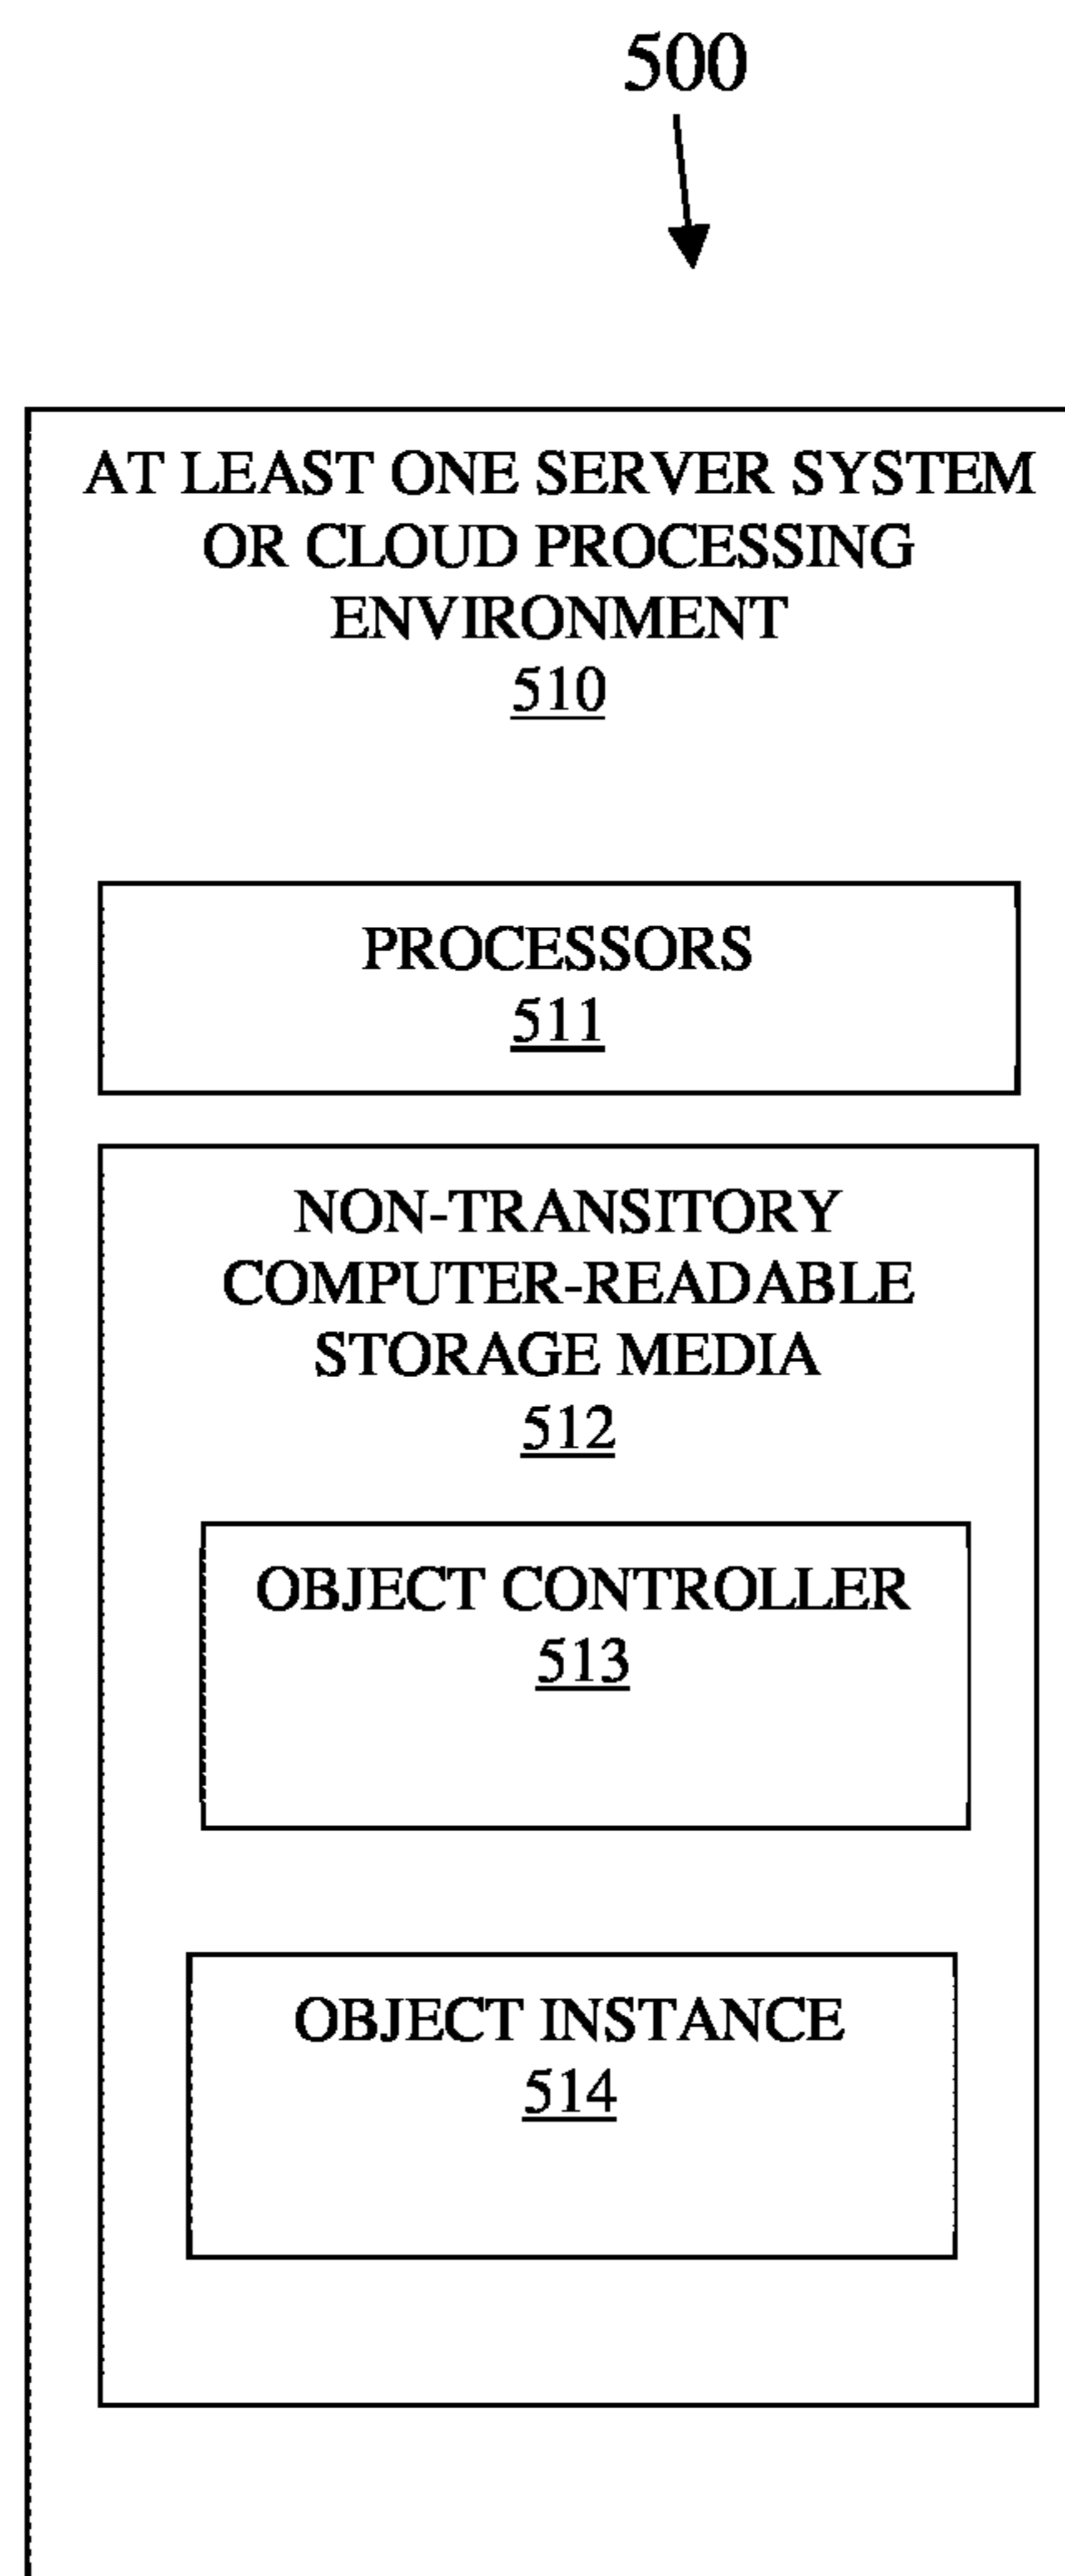 500
AT LEAST ONE SERVER SYSTEM
OR CLOUD PROCESSING
ENVIRONMENT
510
PROCESSORS
511
NON-TRANSITORY
COMPUTER-READABLE
STORAGE MEDIA
512
OBJECT CONTROLLER
513
OBJECT INSTANCE
514